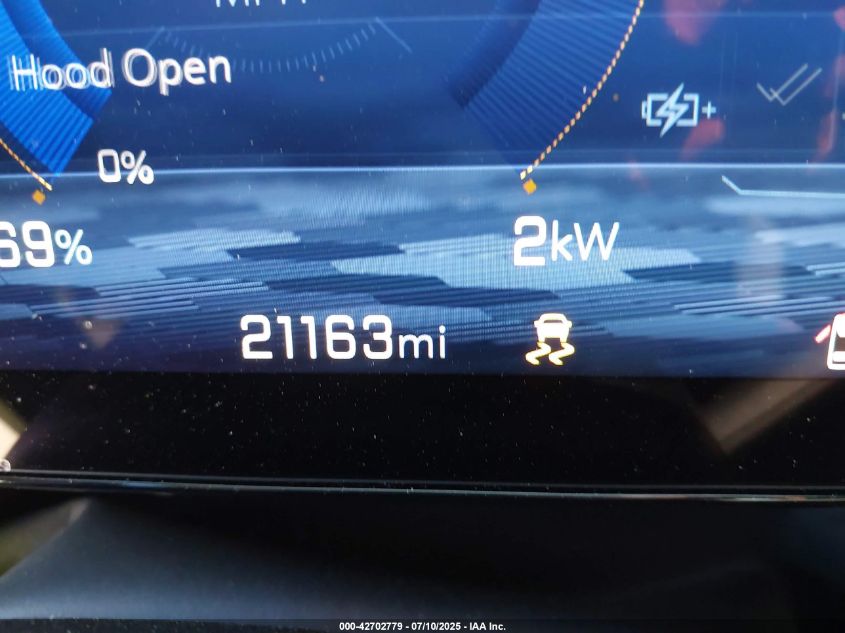 Hood Open
0%
69% 2kW
21163mi
000-42702779 - 07/10/2025 - IAA Inc.